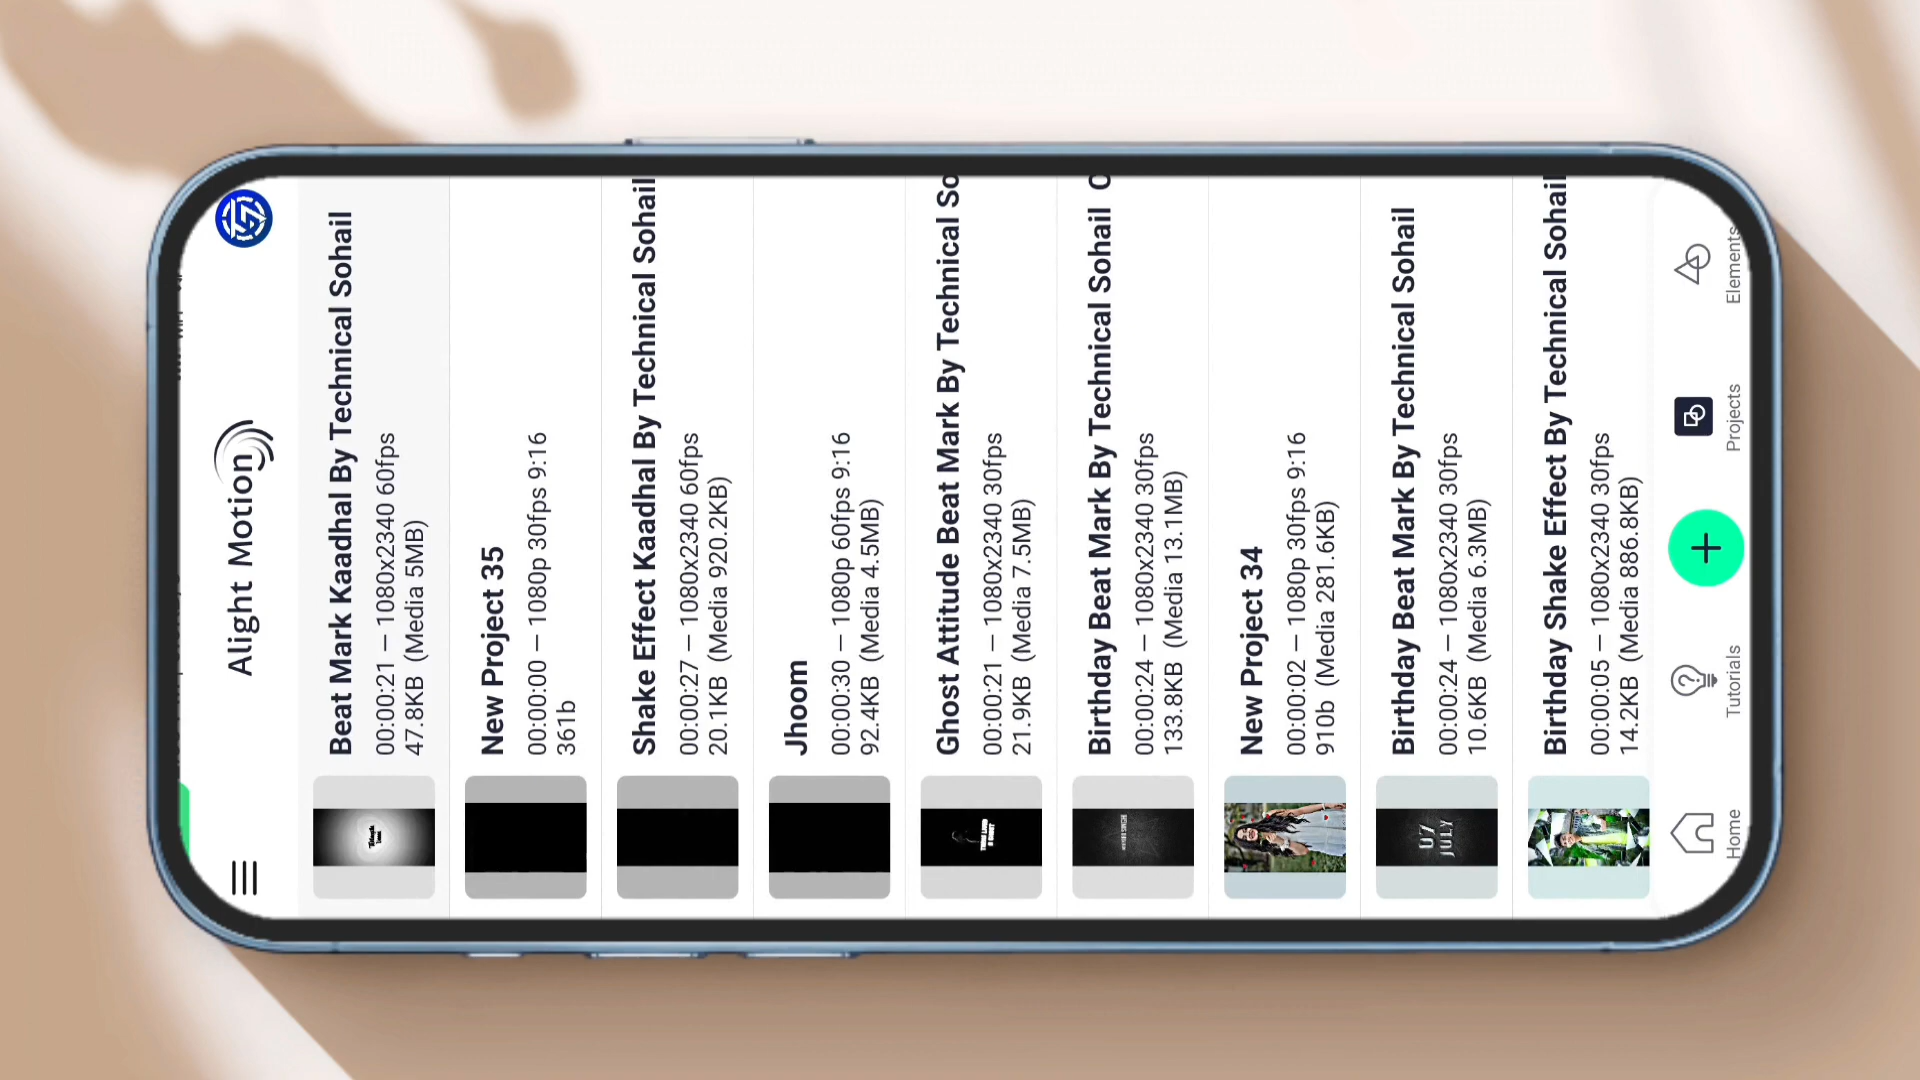 Alight Motion
Beat Mark Kaadhal By Technical Sohail
00:00:21 — 1080x2340 60fps
47.8KB (Media 5MB)
New Project 35
00:00:00 — 1080p 30fps 9:16
361b
Shake Effect Kaadhal By Technical Sohail
00:00:27 — 1080x2340 60fps
20.1KB (Media 920.2KB)
Jhoom
00:00:30 — 1080p 60fps 9:16
92.4KB (Media 4.5MB)
Ghost Attitude Beat Mark By Technical So
00:00:21 — 1080x2340 30fps
21.9KB (Media 7.5MB)
Birthday Beat Mark By Technical Sohail
00:00:24 — 1080x2340 30fps
133.8KB (Media 13.1MB)
New Project 34
00:00:02 — 1080p 30fps 9:16
910b (Media 281.6KB)
07
JULY
Birthday Beat Mark By Technical Sohail
00:00:24 — 1080x2340 30fps
10.6KB (Media 6.3MB)
Birthday Shake Effect By Technical Sohail
00:00:05 — 1080x2340 30fps
14.2KB (Media 886.8KB)
Home
Tutorials
Projects
Elements